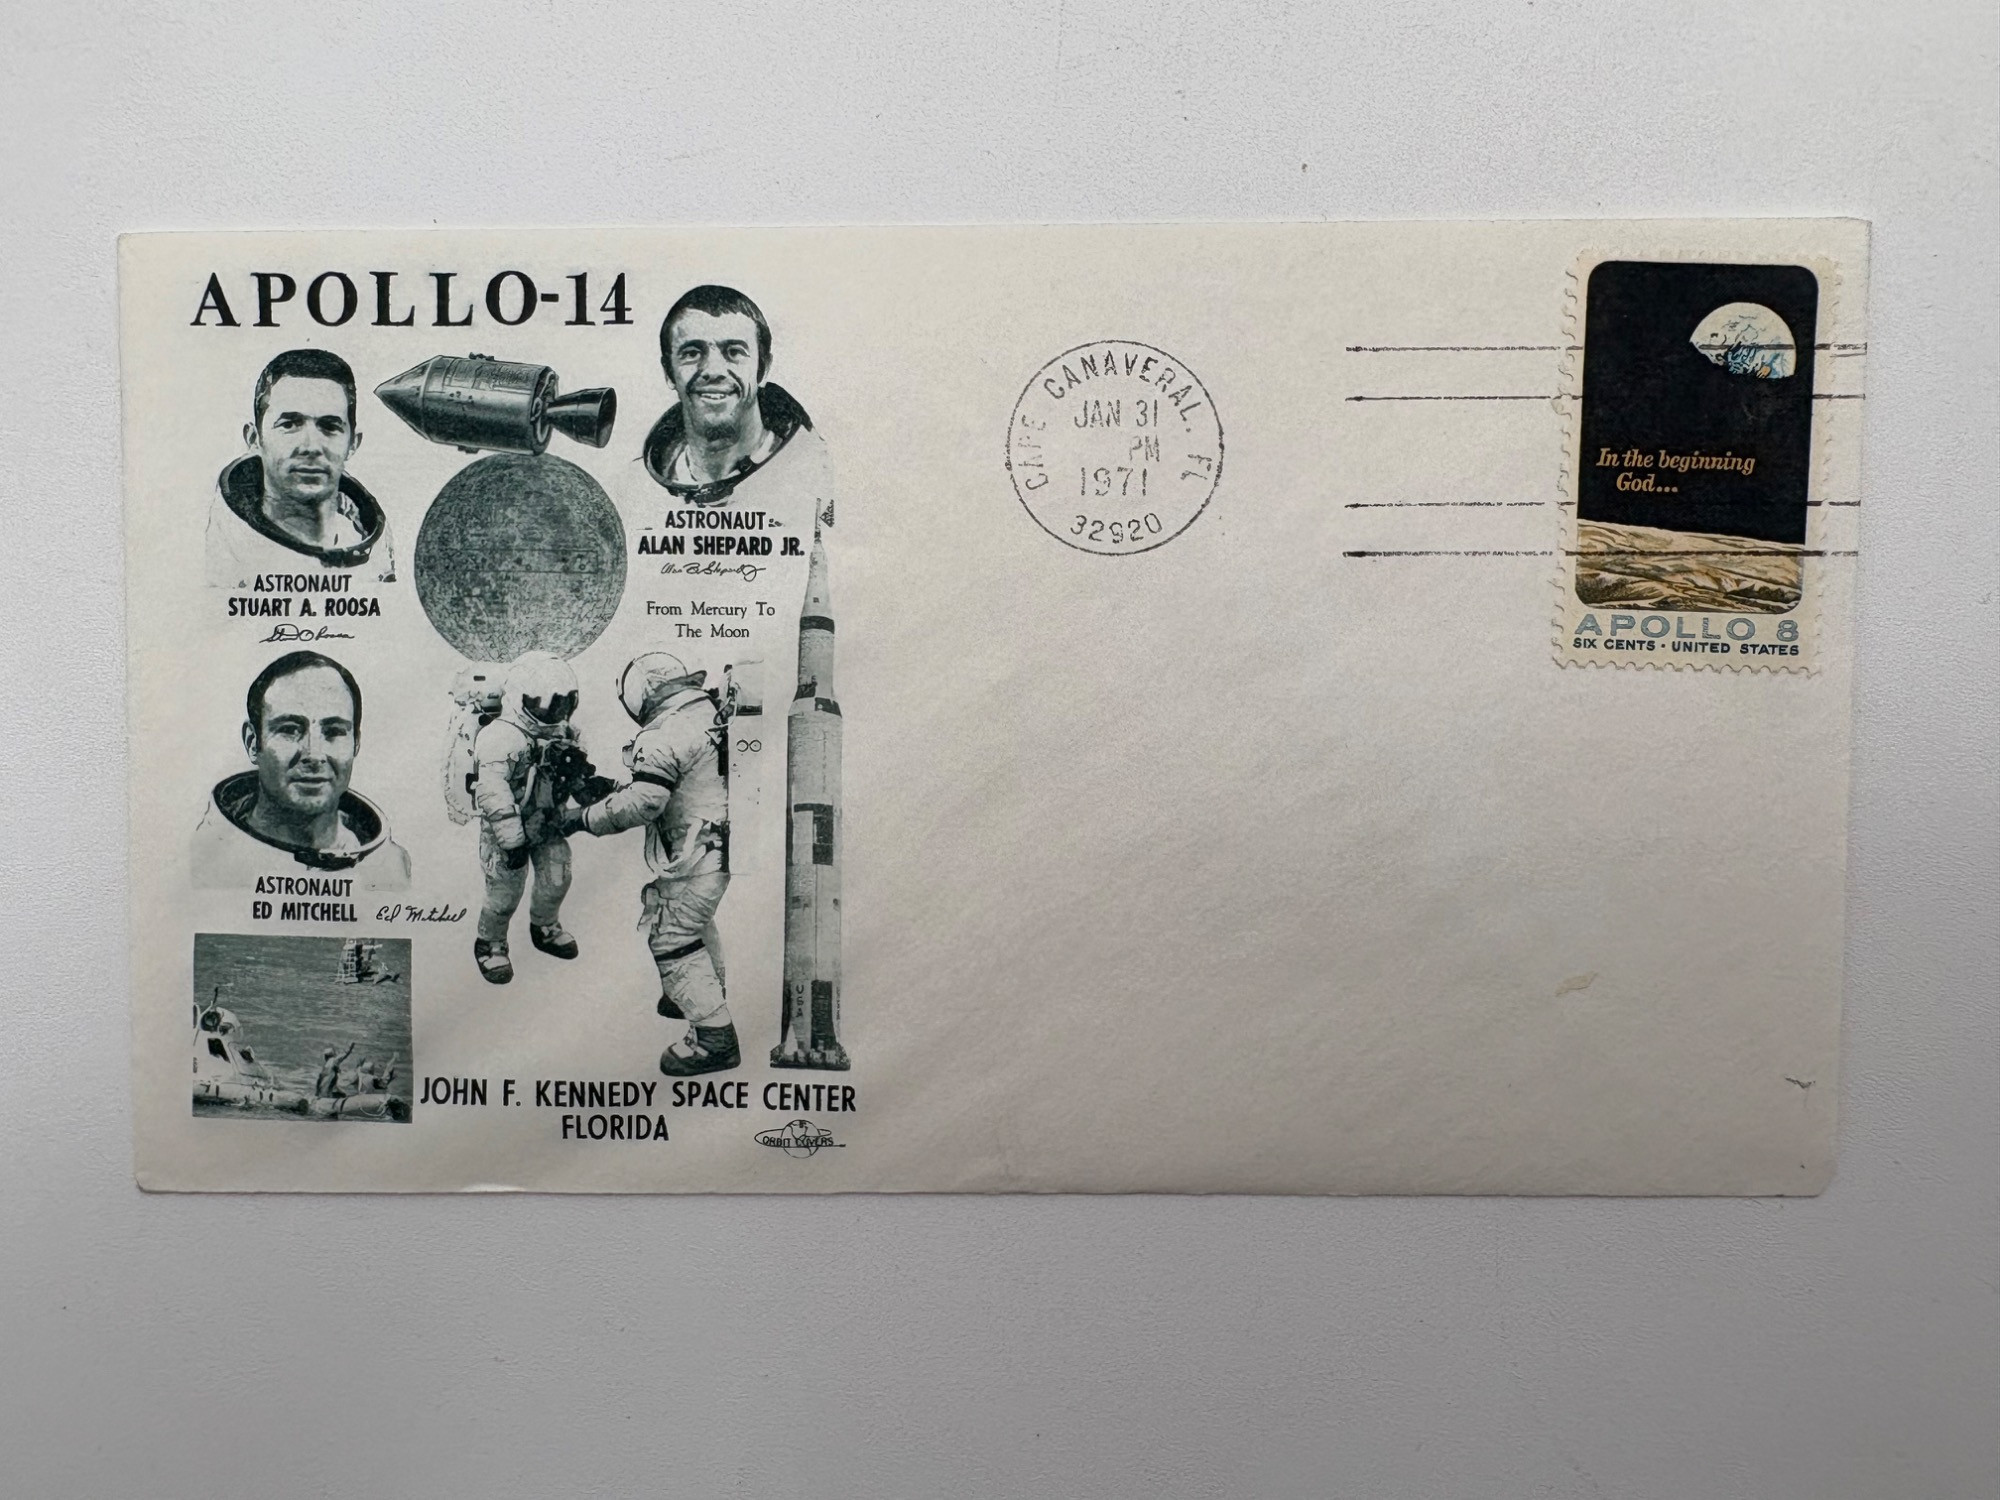 APOLLO-14
ASTRONAUT
STUART A. ROOSA
ASTRONAUT
ALAN SHEPARD JR.
From Mercury To
The Moon
ASTRONAUT
ED MITCHELL
Ed Mitchell
USA
JOHN F. KENNEDY SPACE CENTER
FLORIDA
ORBIT COVERS
CAPE CANAVERAL, FL
JAN 31
PM
1971
32920
In the beginning
God...
APOLLO 8
SIX CENTS • UNITED STATES